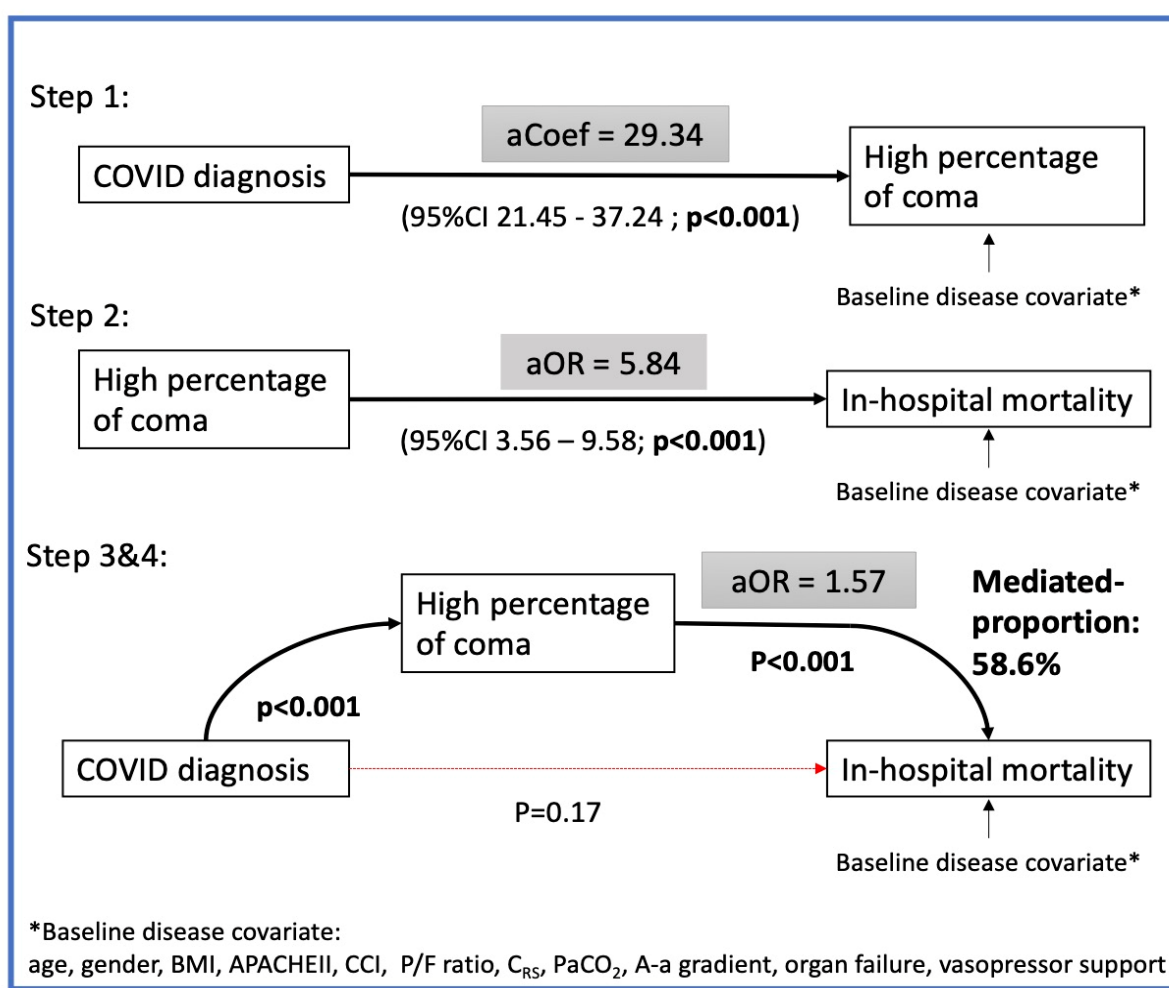 Step 1:
aCoef = 29.34
COVID diagnosis
High percentage
of coma
(95%CI 21.45 - 37.24 ; p<0.001)
Baseline disease covariate*
Step 2:
aOR = 5.84
High percentage
of coma
In-hospital mortality
(95%CI 3.56 – 9.58; p<0.001)
Baseline disease covariate*
Step 3&4:
High percentage
of coma
aOR = 1.57
Mediated-
proportion:
58.6%
P<0.001
p<0.001
COVID diagnosis
In-hospital mortality
P=0.17
Baseline disease covariate*
*Baseline disease covariate:
age, gender, BMI, APACHEII, CCI, P/F ratio, CRS, PaCO2, A-a gradient, organ failure, vasopressor support